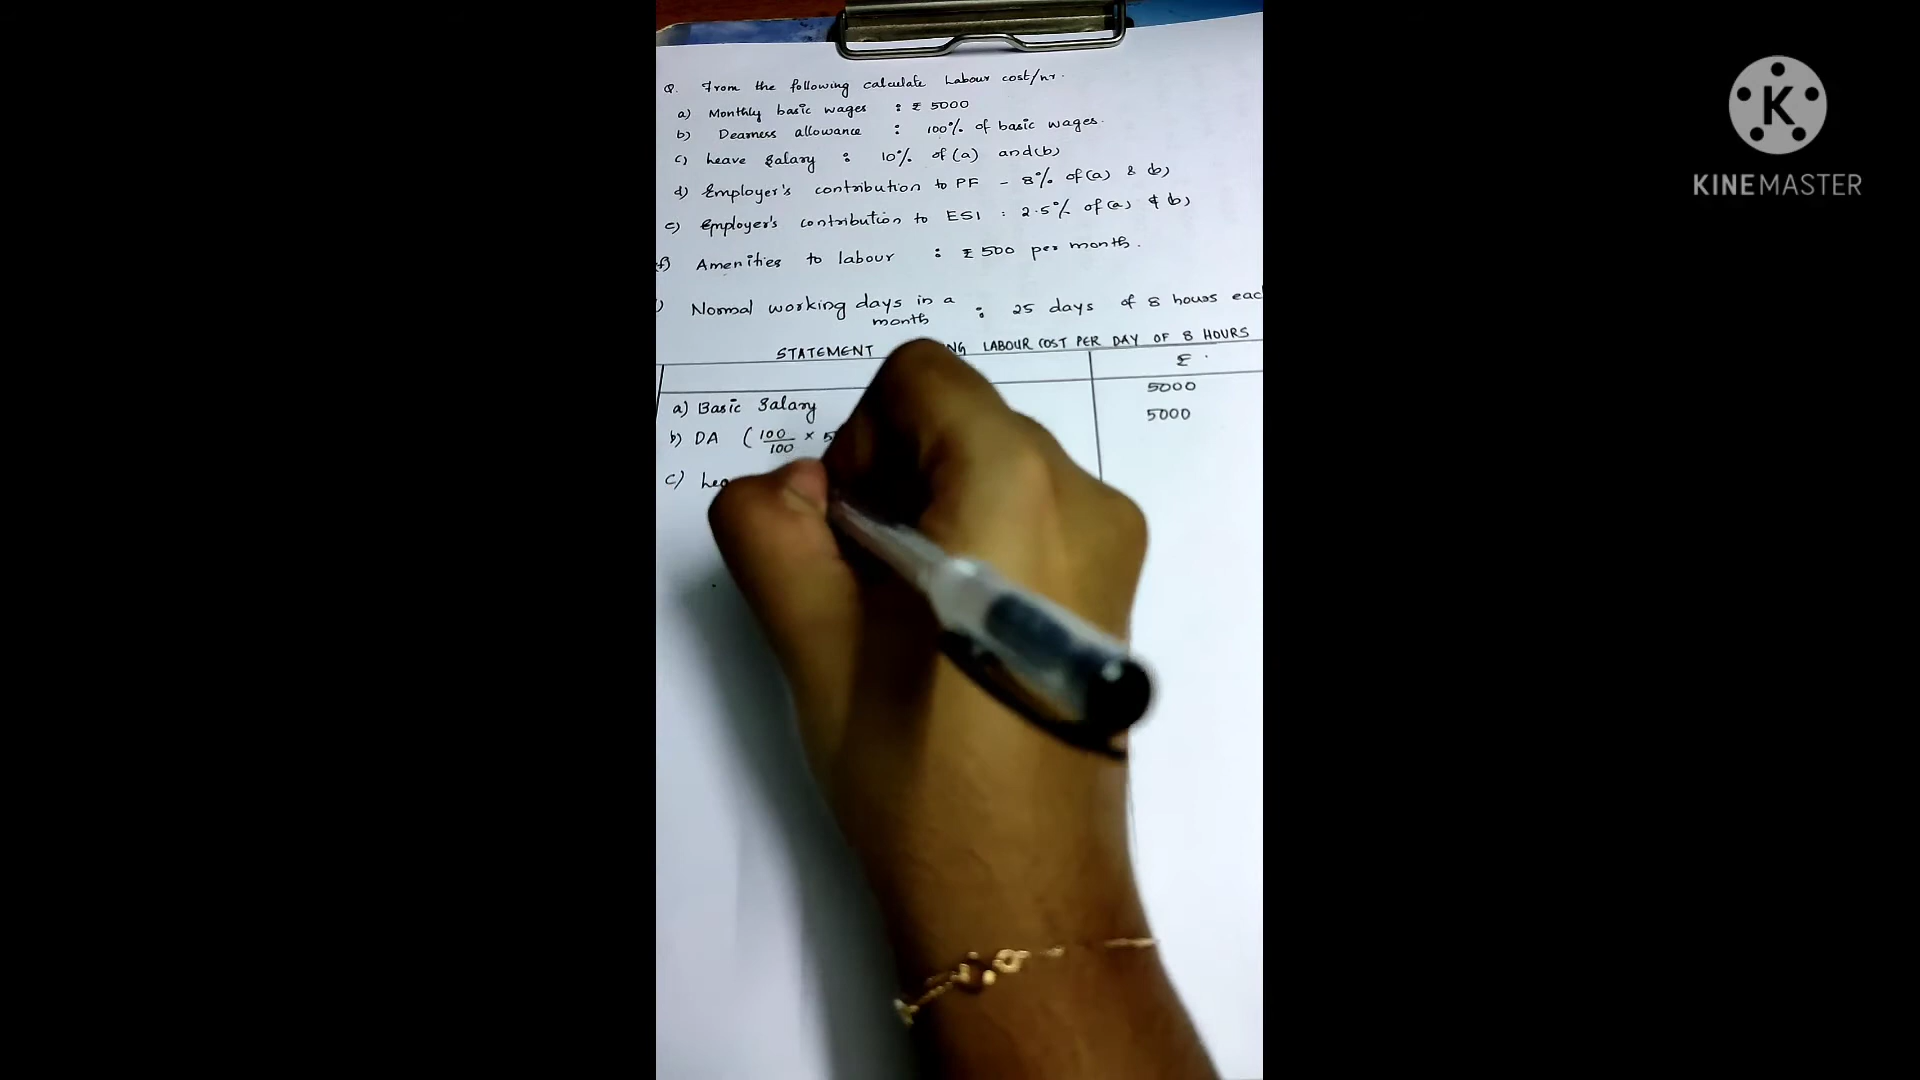 Q. From the following calculate Labour cost/hr.
a) Monthly basic wages : ₹ 5000
b) Dearness allowance : 100% of basic wages.
c) Leave salary : 10% of (a) and (b)
d) Employer's contribution to PF - 8% of (a) & (b)
e) Employer's contribution to ESI : 2.5% of (a) & (b)
f) Amenities to labour : ₹ 500 per month.
Normal working days in a month : 25 days of 8 hours each
STATEMENT LABOUR COST PER DAY OF 8 HOURS
₹
a) Basic Salary 5000
b) DA (100/100 × 5 5000
c) Lea
K
KINEMASTER